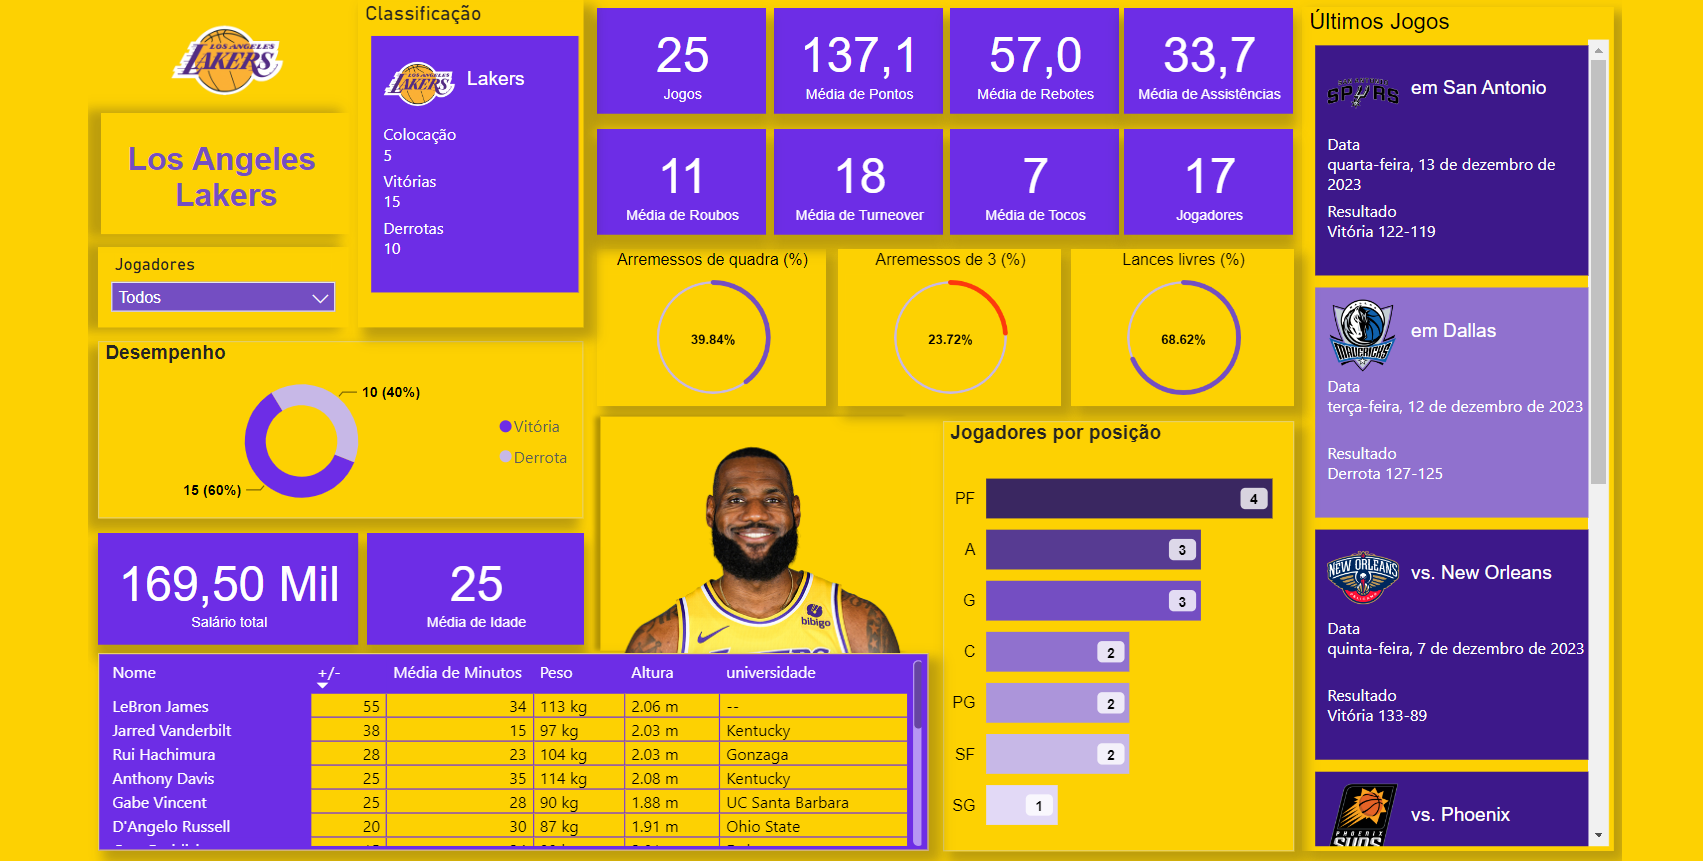 LOS ANGELES
LAKERS
Los Angeles
Lakers
Jogadores
Todos
Classificação
LOS ANGELES
LAKERS
Lakers
Colocação
5
Vitórias
15
Derrotas
10
25
Jogos
137,1
Média de Pontos
57,0
Média de Rebotes
33,7
Média de Assistências
11
Média de Roubos
18
Média de Turneover
7
Média de Tocos
17
Jogadores
Arremessos de quadra (%)
39.84%
Arremessos de 3 (%)
23.72%
Lances livres (%)
68.62%
Desempenho
10 (40%)
15 (60%)
Vitória
Derrota
169,50 Mil
Salário total
25
Média de Idade
bibigo
Jogadores por posição
PF 4
A 3
G 3
C 2
PG 2
SF 2
SG 1
Nome +/- Média de Minutos Peso Altura universidade
LeBron James 55 34 113 kg 2.06 m --
Jarred Vanderbilt 38 15 97 kg 2.03 m Kentucky
Rui Hachimura 28 23 104 kg 2.03 m Gonzaga
Anthony Davis 25 35 114 kg 2.08 m Kentucky
Gabe Vincent 25 28 90 kg 1.88 m UC Santa Barbara
D'Angelo Russell 20 30 87 kg 1.91 m Ohio State
Últimos Jogos
SPURS
em San Antonio
Data
quarta-feira, 13 de dezembro de
2023
Resultado
Vitória 122-119
MAVERICKS
em Dallas
Data
terça-feira, 12 de dezembro de 2023
Resultado
Derrota 127-125
NEW ORLEANS
PELICANS
vs. New Orleans
Data
quinta-feira, 7 de dezembro de 2023
Resultado
Vitória 133-89
PHOENIX
SUNS
vs. Phoenix